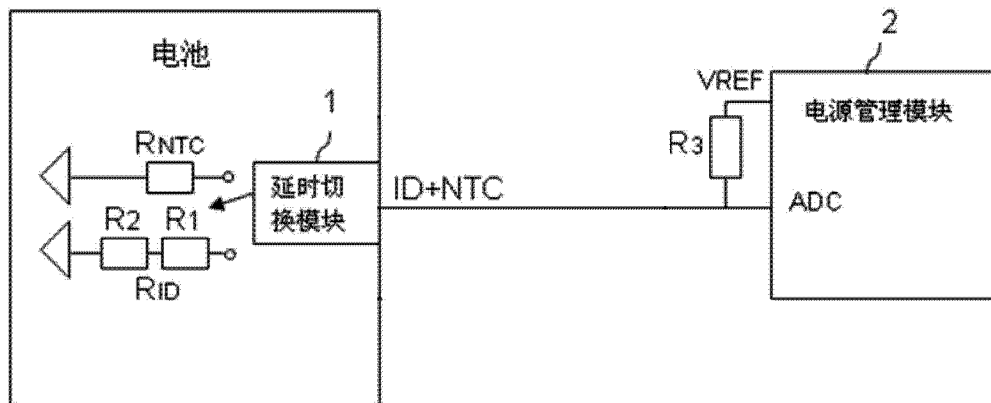 电池
1
2
RNTC
R2
R1
RID
延时切
换模块
ID+NTC
VREF
R3
电源管理模块
ADC